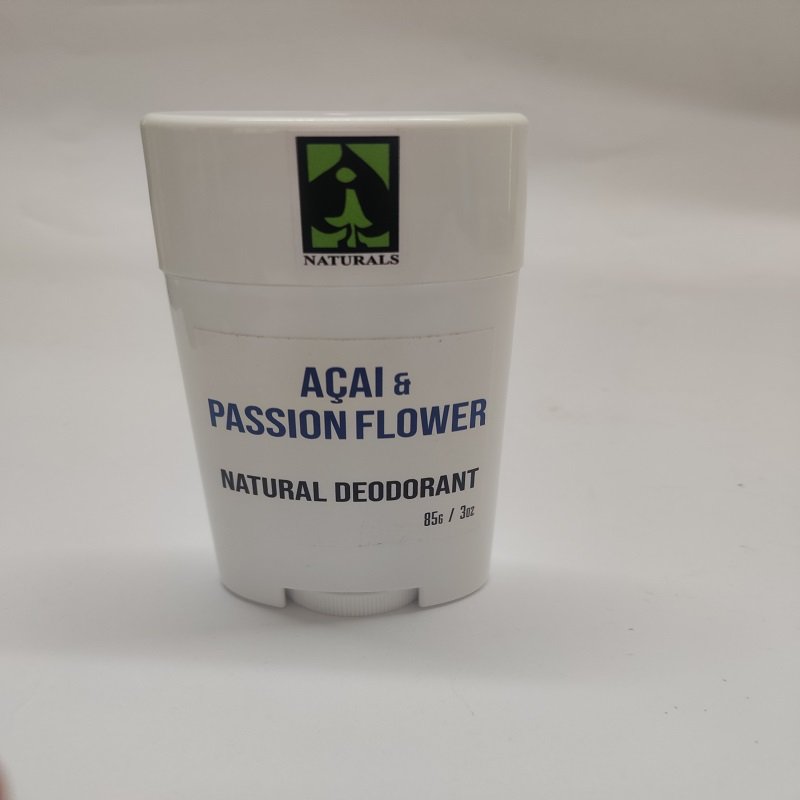 NATURALS
AÇAI &
PASSION FLOWER
NATURAL DEODORANT
85G / 3OZ